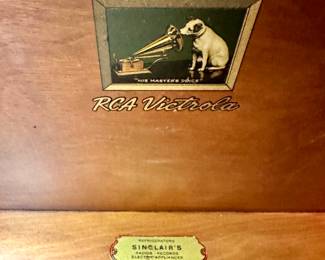 "HIS MASTER'S VOICE"
RCA Victrola
REFRIGERATORS
SINCLAIR'S
RADIOS - RECORDS
ELECTRIC APPLIANCES